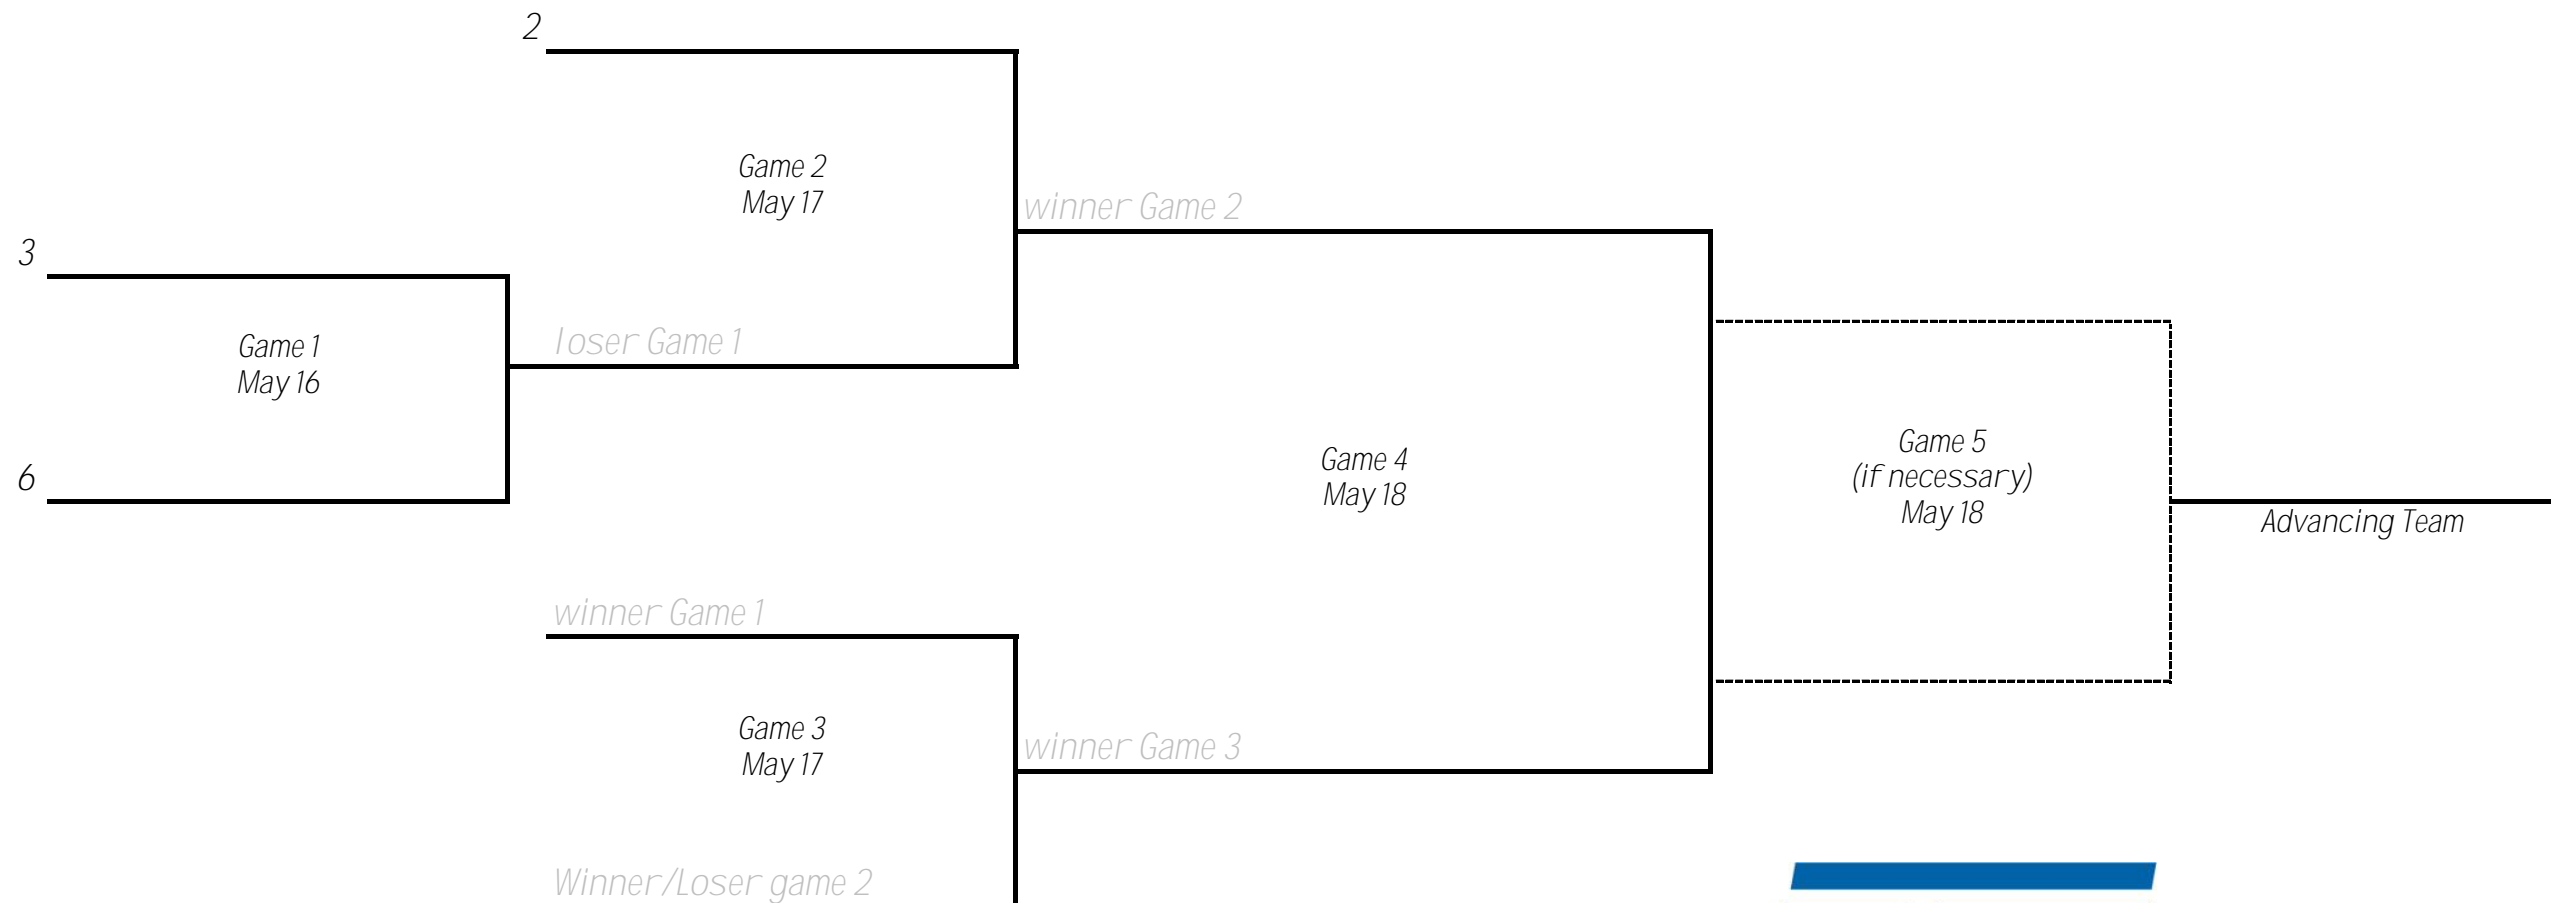 2
Game 2
May 17
winner Game 2
3
loser Game 1
Game 1
May 16
6
Game 4
May 18
Game 5
(if necessary)
May 18
Advancing Team
winner Game 1
Game 3
May 17
winner Game 3
Winner/Loser game 2